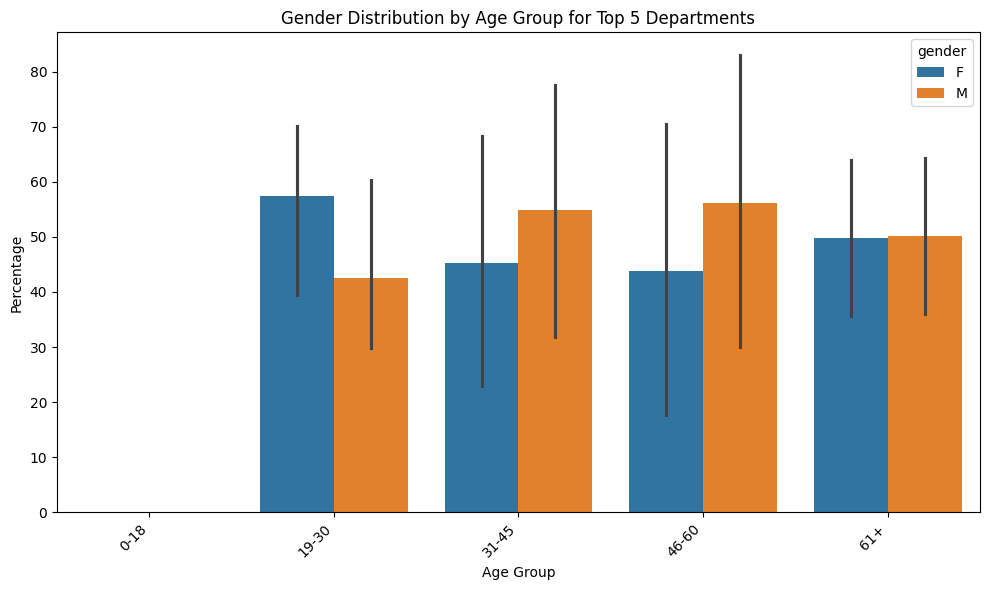 Gender Distribution by Age Group for Top 5 Departments
gender
F
M
Percentage
80
70
60
50
40
30
20
10
0
0-18
19-30
31-45
46-60
61+
Age Group